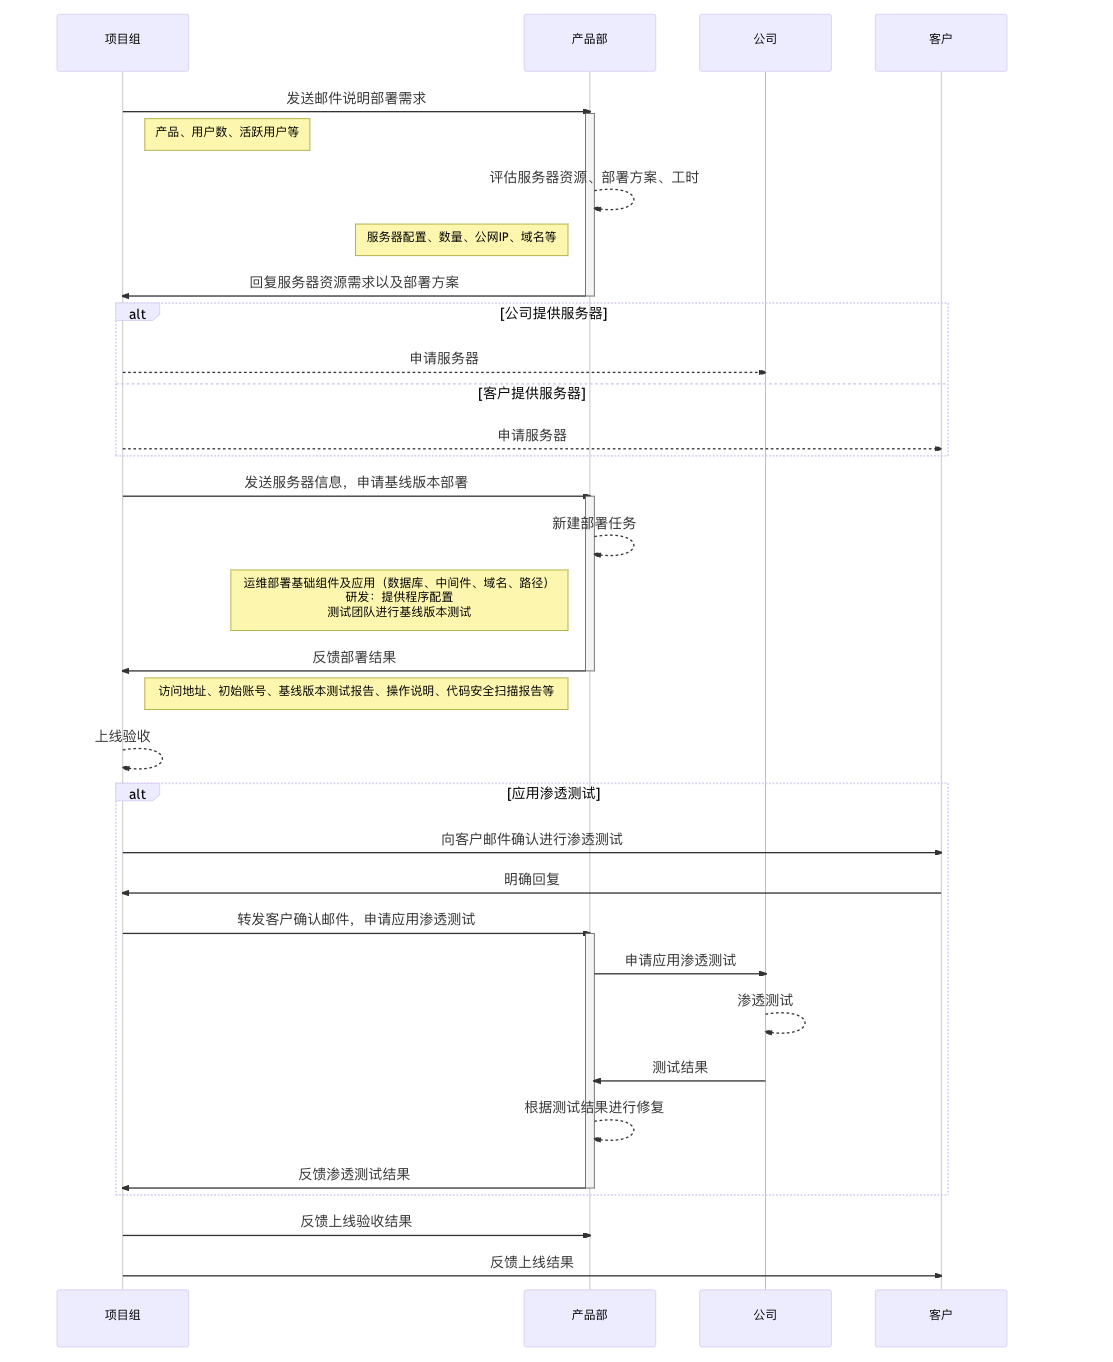 项目组
产品部
公司
客户
发送邮件说明部署需求
产品、用户数、活跃用户等
评估服务器资源、部署方案、工时
服务器配置、数量、公网IP、域名等
回复服务器资源需求以及部署方案
alt
[公司提供服务器]
申请服务器
[客户提供服务器]
申请服务器
发送服务器信息，申请基线版本部署
新建部署任务
运维部署基础组件及应用（数据库、中间件、域名、路径）
研发：提供程序配置
测试团队进行基线版本测试
反馈部署结果
访问地址、初始账号、基线版本测试报告、操作说明、代码安全扫描报告等
上线验收
alt
[应用渗透测试]
向客户邮件确认进行渗透测试
明确回复
转发客户确认邮件，申请应用渗透测试
申请应用渗透测试
渗透测试
测试结果
根据测试结果进行修复
反馈渗透测试结果
反馈上线验收结果
反馈上线结果
项目组
产品部
公司
客户